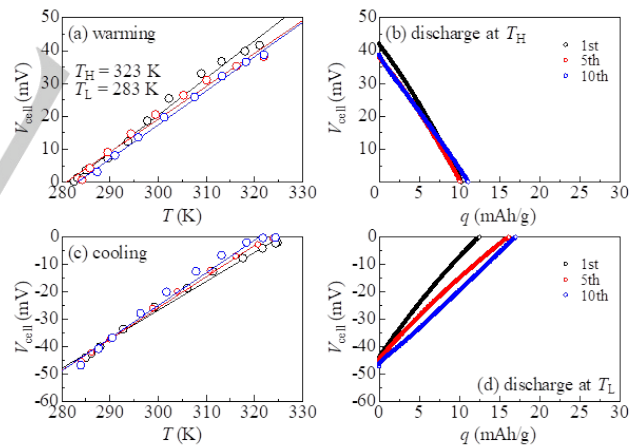 (a) warming
T_H = 323 K
T_L = 283 K
V_cell (mV)
50
40
30
20
10
0
280 290 300 310 320 330
T (K)
(b) discharge at T_H
1st
5th
10th
V_cell (mV)
50
40
30
20
10
0
0 5 10 15 20
q (mAh/g)
(c) cooling
V_cell (mV)
0
-10
-20
-30
-40
-50
-60
280 290 300 310 320 330
T (K)
1st
5th
10th
(d) discharge at T_L
V_cell (mV)
0
-10
-20
-30
-40
-50
-60
0 5 10 15 20
q (mAh/g)